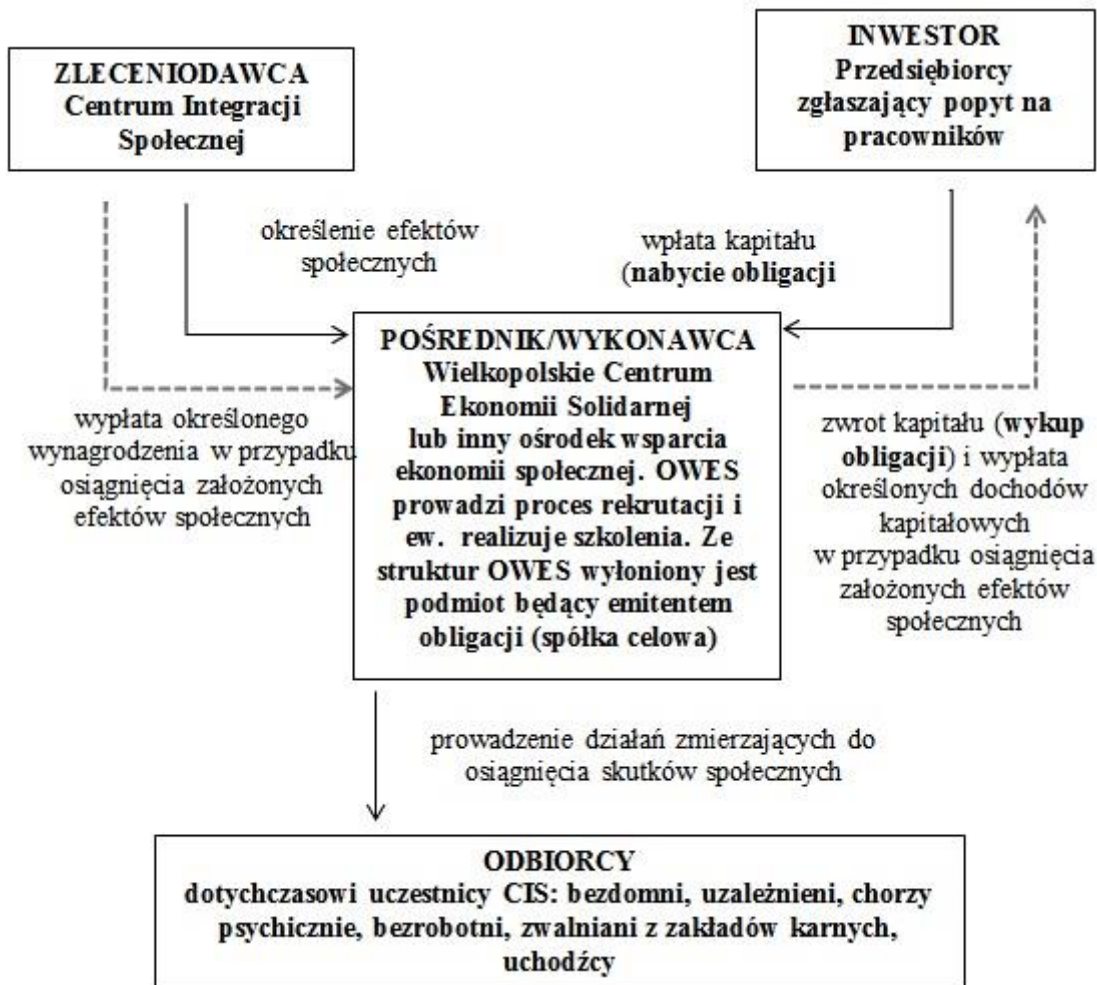 ZLECENIODAWCA
Centrum Integracji
Społecznej
INWESTOR
Przedsiębiorcy
zgłaszający popyt na
pracowników
określenie efektów
społecznych
wpłata kapitału
(nabycie obligacji
POŚREDNIK/WYKONAWCA
Wielkopolskie Centrum
Ekonomii Solidarnej
lub inny ośrodek wsparcia
ekonomii społecznej. OWES
prowadzi proces rekrutacji i
ew. realizuje szkolenia. Ze
struktur OWES wyłoniony jest
podmiot będący emitentem
obligacji (spółka celowa)
wypłata określonego
wynagrodzenia w przypadku
osiągnięcia założonych
efektów społecznych
zwrot kapitału (wykup
obligacji) i wypłata
określonych dochodów
kapitałowych
w przypadku osiągnięcia
założonych efektów
społecznych
prowadzenie działań zmierzających do
osiągnięcia skutków społecznych
ODBIORCY
dotychczasowi uczestnicy CIS: bezdomni, uzależnieni, chorzy
psychicznie, bezrobotni, zwalniani z zakładów karnych,
uchodźcy